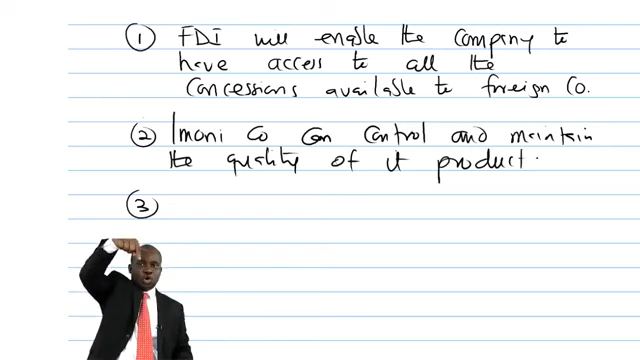 ① FDI will enable the Company to
have access to all the
Concessions available to foreign Co.
② Imani Co Can Control and maintain
the quality of it product.
③